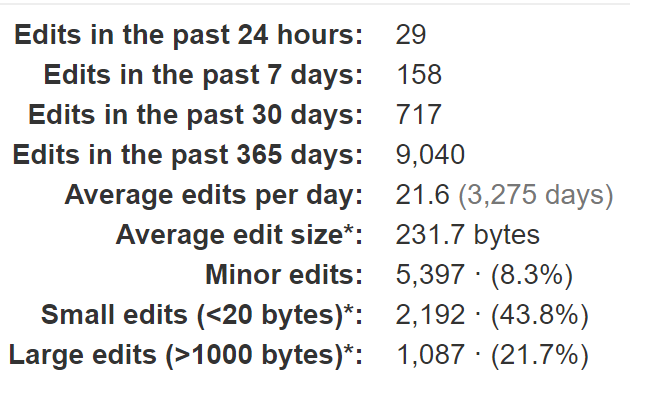 Edits in the past 24 hours: 29
Edits in the past 7 days: 158
Edits in the past 30 days: 717
Edits in the past 365 days: 9,040
Average edits per day: 21.6 (3,275 days)
Average edit size*: 231.7 bytes
Minor edits: 5,397 · (8.3%)
Small edits (<20 bytes)*: 2,192 · (43.8%)
Large edits (>1000 bytes)*: 1,087 · (21.7%)